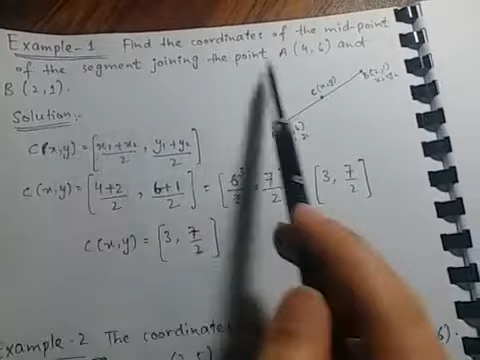 Example-1 Find the coordinates of the mid-point
of the segment joining the point A (4,6) and
B (2,1).
Solution:-
C(x,y)
C(x,y) = [x1+x2/2 , y1+y2/2]
C(x,y) = [4+2/2 , 6+1/2] = [6/2 , 7/2 [3, 7/2]
C(x,y) = [3, 7/2]
Example-2 The coordinates